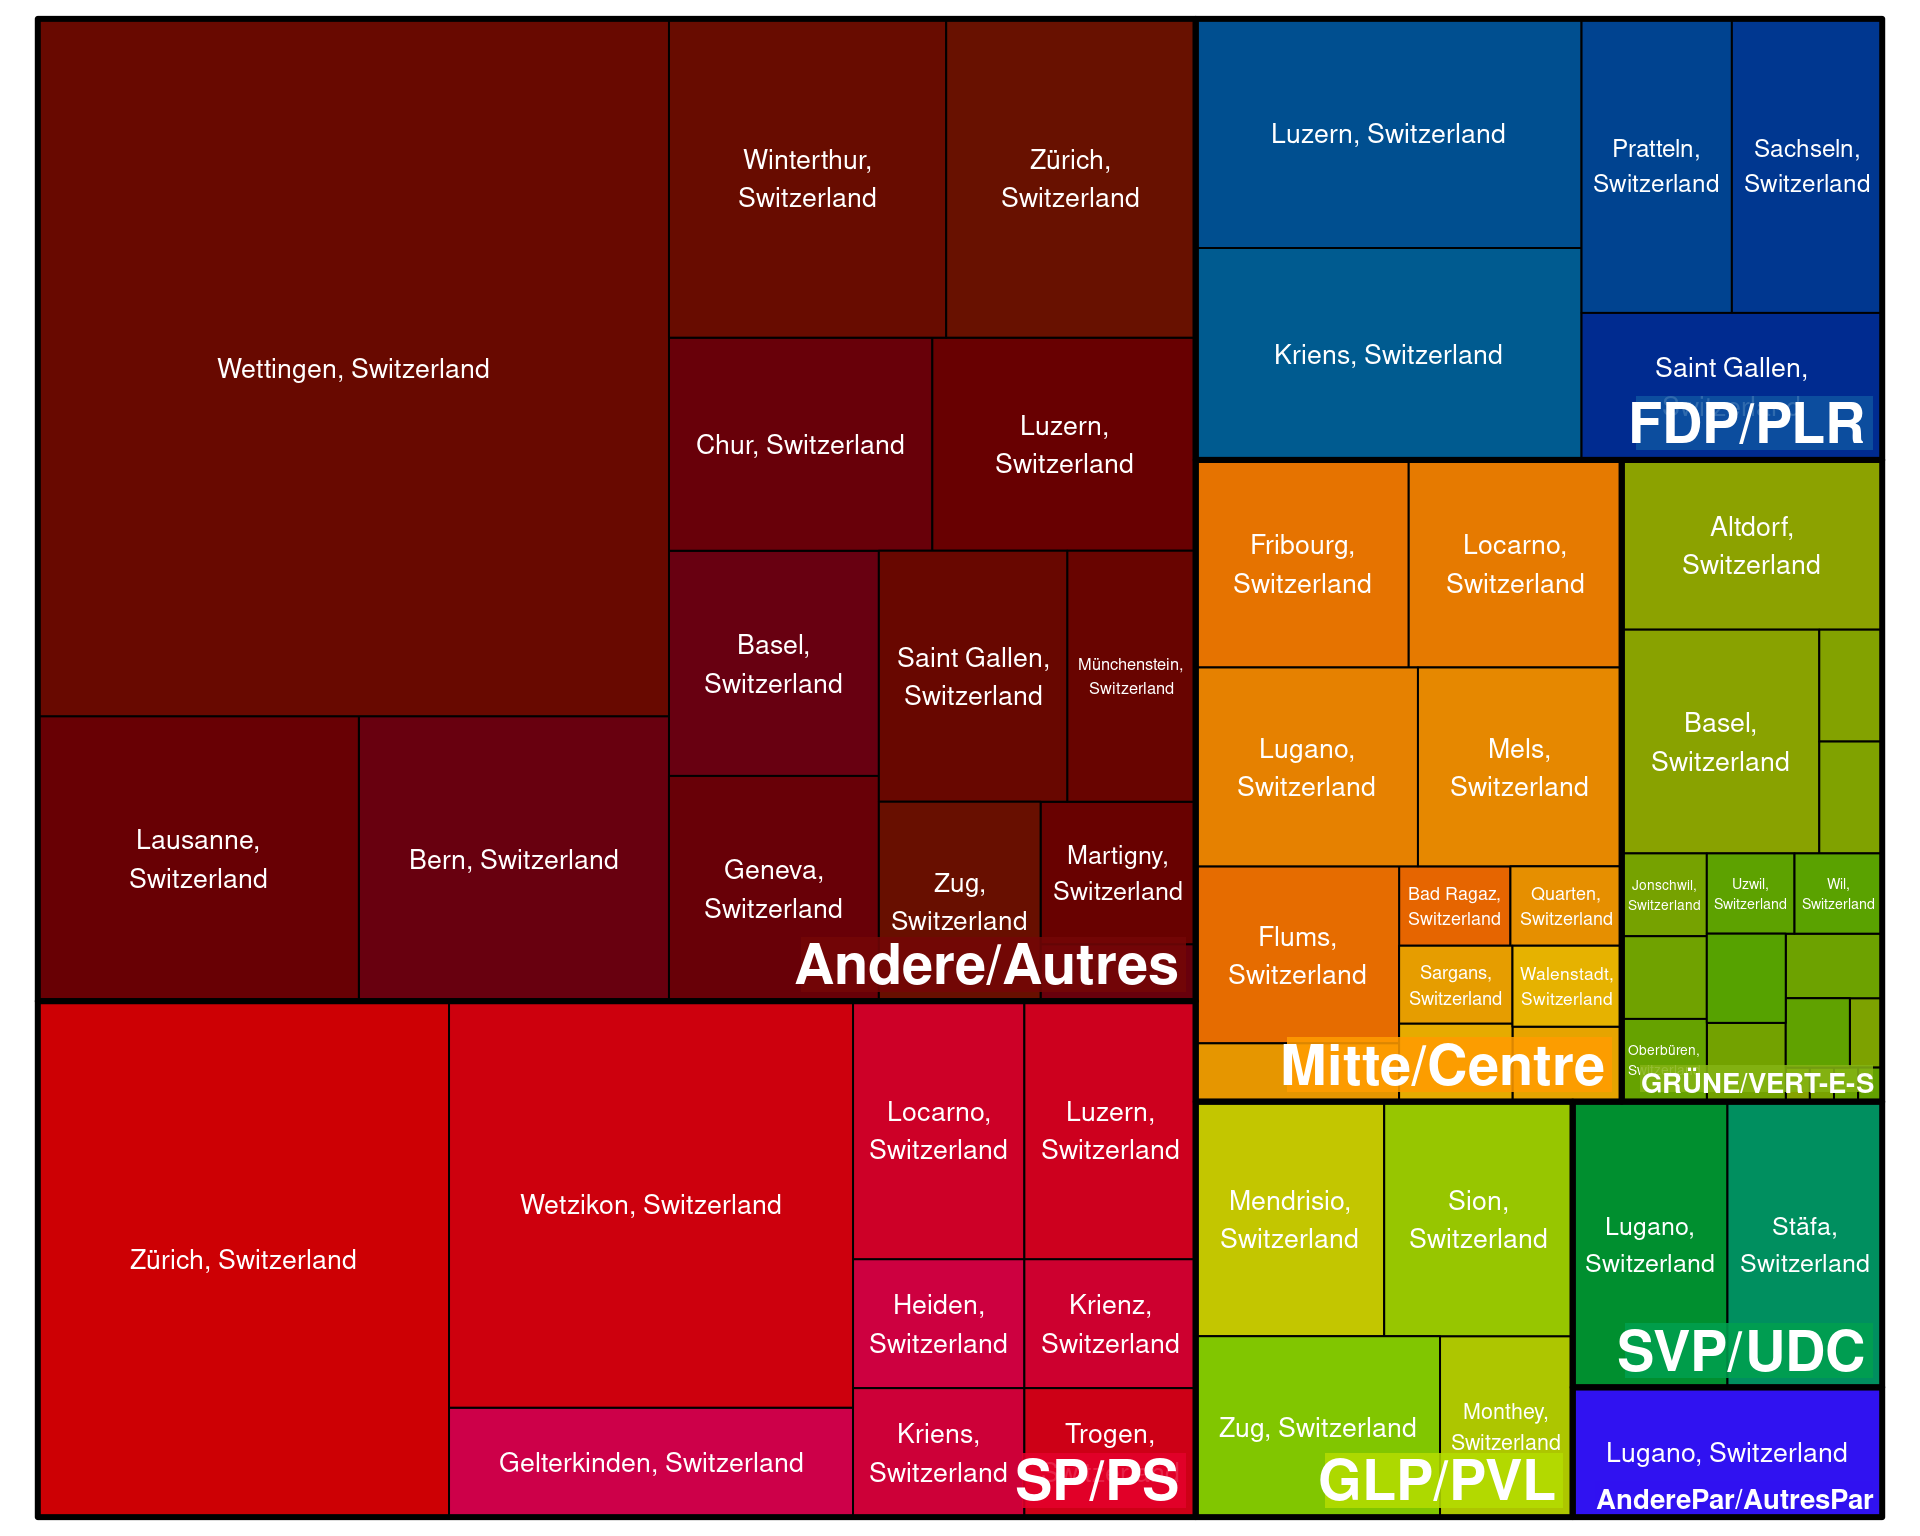 Wettingen, Switzerland
Winterthur,
Switzerland
Zürich,
Switzerland
Chur, Switzerland
Luzern,
Switzerland
Basel,
Switzerland
Saint Gallen,
Switzerland
Münchenstein,
Switzerland
Lausanne,
Switzerland
Bern, Switzerland
Geneva,
Switzerland
Zug,
Switzerland
Martigny,
Switzerland
Andere/Autres
Zürich, Switzerland
Wetzikon, Switzerland
Gelterkinden, Switzerland
Locarno,
Switzerland
Luzern,
Switzerland
Heiden,
Switzerland
Krienz,
Switzerland
Kriens,
Switzerland
Trogen,
Switzerland
SP/PS
Luzern, Switzerland
Kriens, Switzerland
Pratteln,
Switzerland
Sachseln,
Switzerland
Saint Gallen,
Switzerland
FDP/PLR
Fribourg,
Switzerland
Locarno,
Switzerland
Lugano,
Switzerland
Mels,
Switzerland
Flums,
Switzerland
Bad Ragaz,
Switzerland
Quarten,
Switzerland
Sargans,
Switzerland
Walenstadt,
Switzerland
Mitte/Centre
Altdorf,
Switzerland
Basel,
Switzerland
Jonschwil,
Switzerland
Uzwil,
Switzerland
Wil,
Switzerland
Oberbüren,
Switzerland
GRÜNE/VERT-E-S
Mendrisio,
Switzerland
Sion,
Switzerland
Zug, Switzerland
Monthey,
Switzerland
GLP/PVL
Lugano,
Switzerland
Stäfa,
Switzerland
SVP/UDC
Lugano, Switzerland
AnderePar/AutresPar